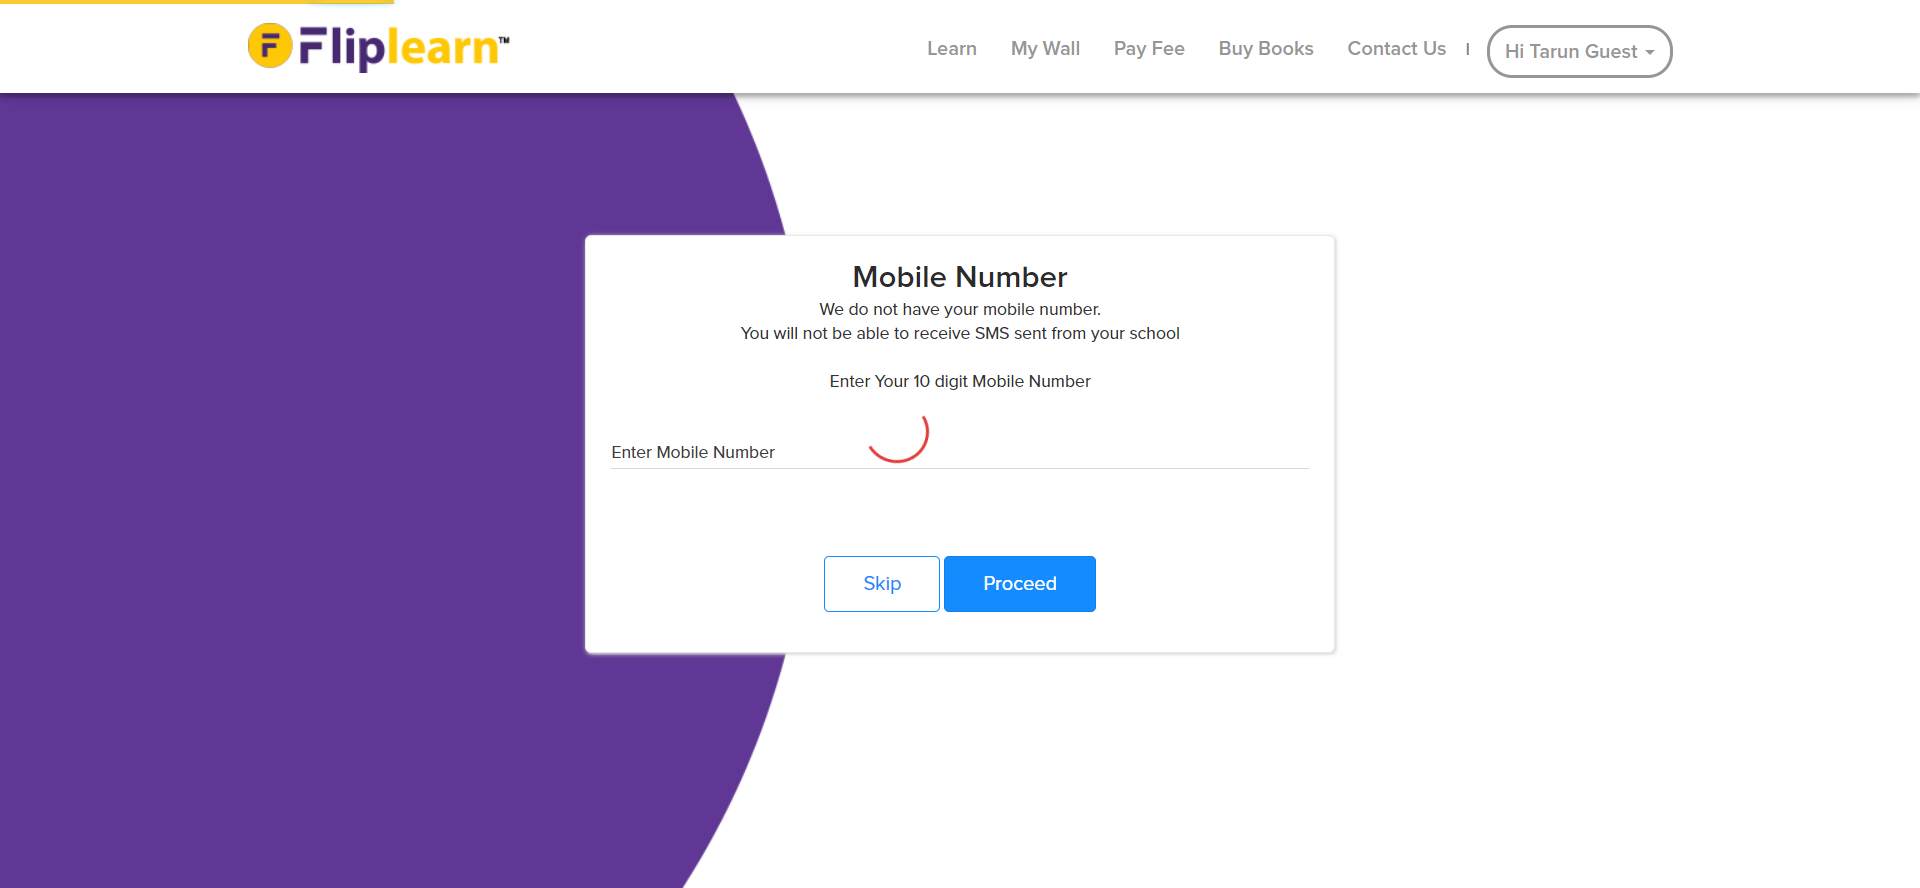 F Fliplearn™
Learn
My Wall
Pay Fee
Buy Books
Contact Us
|
Hi Tarun Guest
Mobile Number
We do not have your mobile number.
You will not be able to receive SMS sent from your school
Enter Your 10 digit Mobile Number
Enter Mobile Number
Skip
Proceed